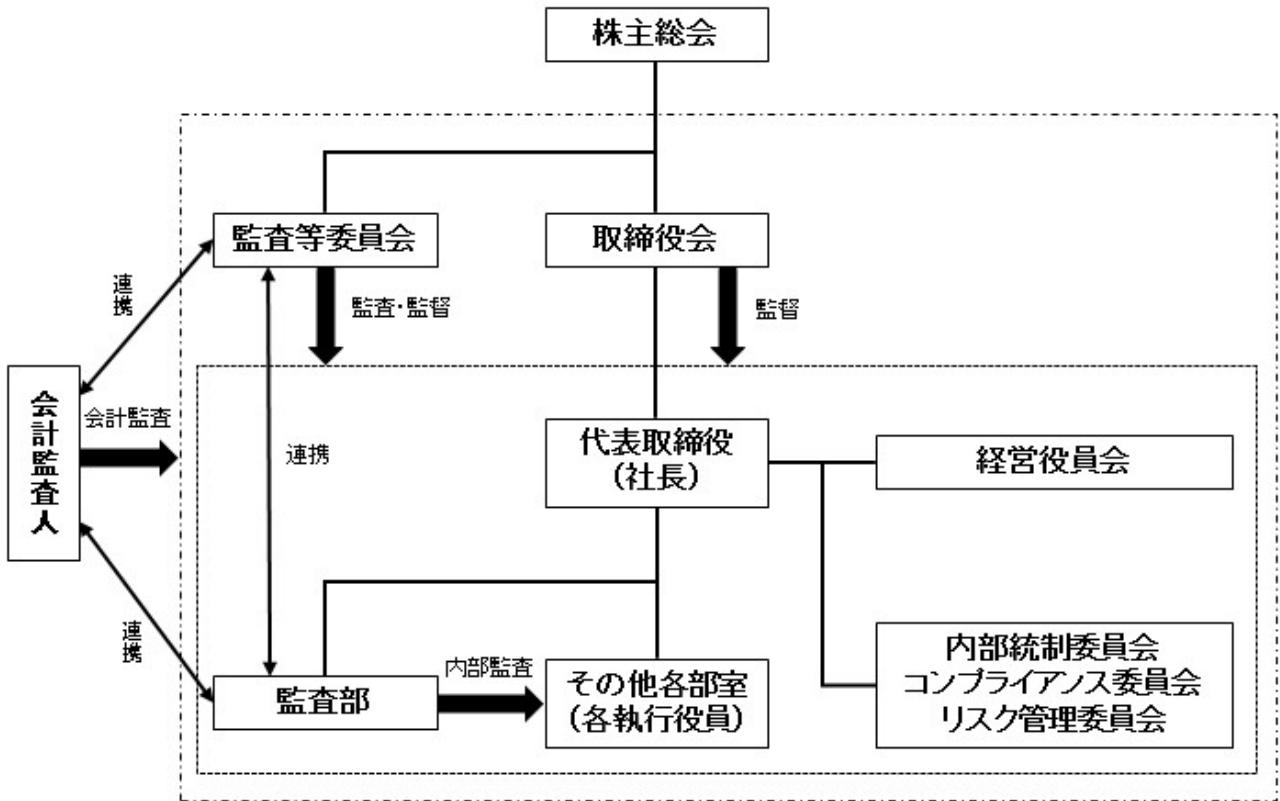 株主総会
監査等委員会
取締役会
連携
監査・監督
監督
会計監査人
会計監査
連携
代表取締役
(社長)
経営役員会
連携
内部監査
監査部
その他各部室
(各執行役員)
内部統制委員会
コンプライアンス委員会
リスク管理委員会